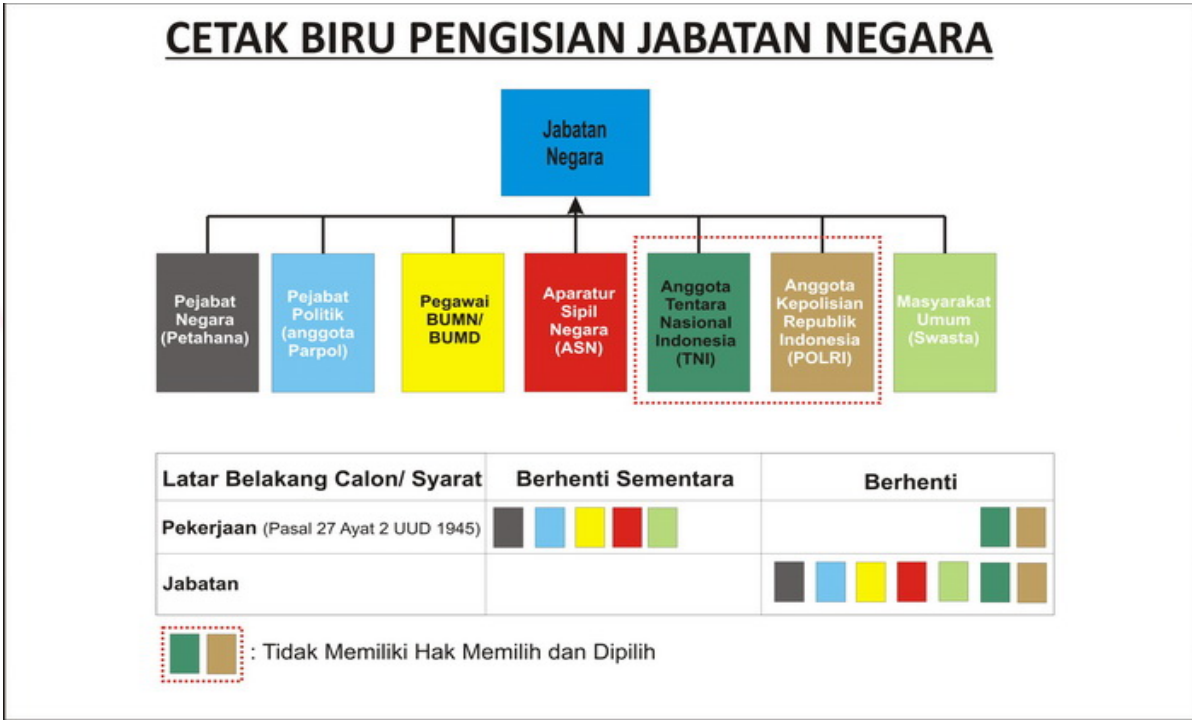 CETAK BIRU PENGISIAN JABATAN NEGARA
Jabatan
Negara
Pejabat
Negara
(Petahana)
Pejabat
Politik
(anggota
Parpol)
Pegawai
BUMN/
BUMD
Aparatur
Sipil
Negara
(ASN)
Anggota
Tentara
Nasional
Indonesia
(TNI)
Anggota
Kepolisian
Republik
Indonesia
(POLRI)
Masyarakat
Umum
(Swasta)
Latar Belakang Calon/ Syarat Berhenti Sementara Berhenti
Pekerjaan (Pasal 27 Ayat 2 UUD 1945)
Jabatan
: Tidak Memiliki Hak Memilih dan Dipilih